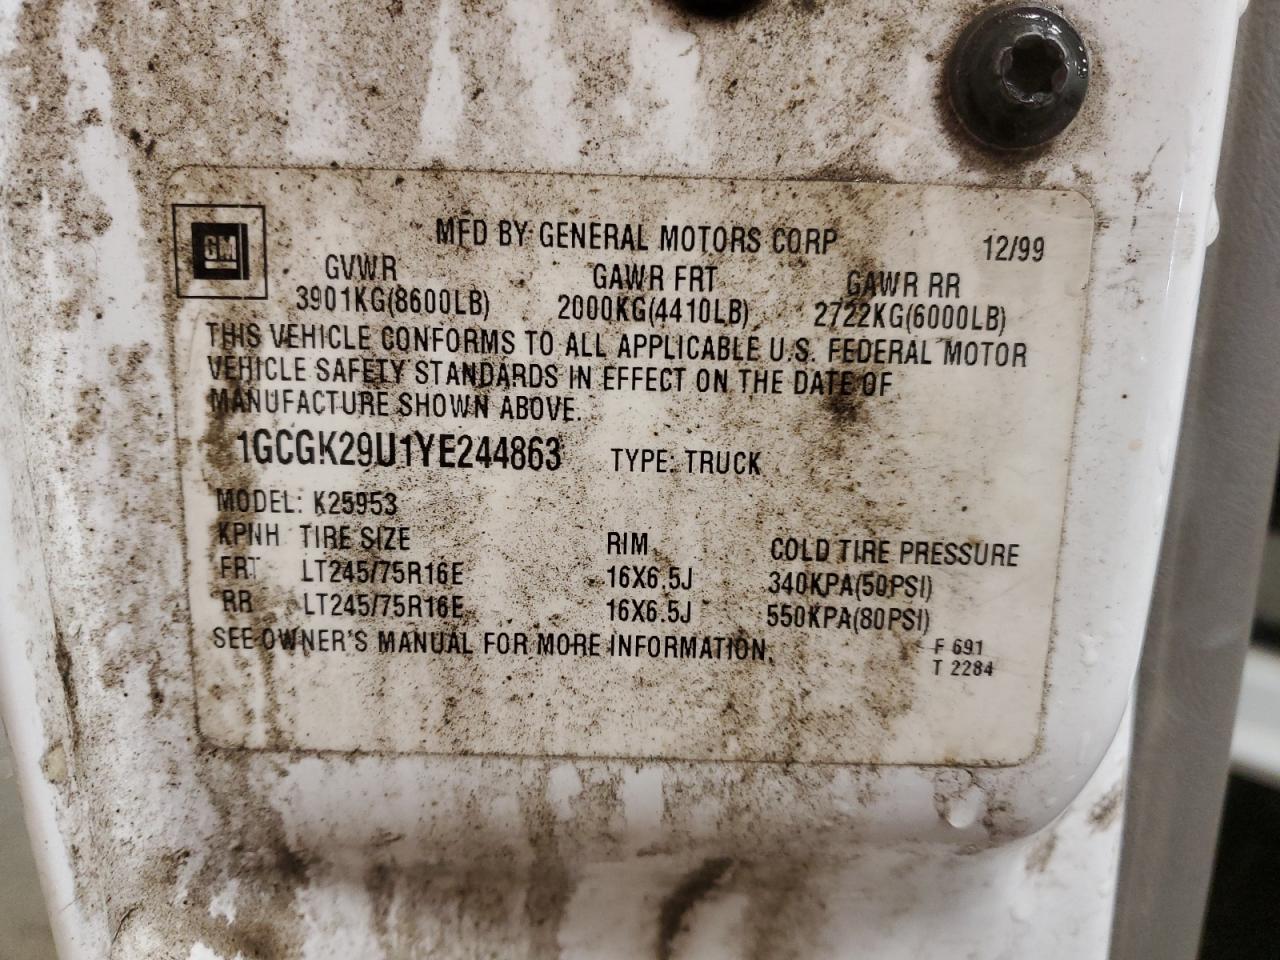 GM
MFD BY GENERAL MOTORS CORP 12/99
GVWR GAWR FRT GAWR RR
3901KG(8600LB) 2000KG(4410LB) 2722KG(6000LB)
THIS VEHICLE CONFORMS TO ALL APPLICABLE U.S. FEDERAL MOTOR
VEHICLE SAFETY STANDARDS IN EFFECT ON THE DATE OF
MANUFACTURE SHOWN ABOVE.
1GCGK29U1YE244863 TYPE: TRUCK
MODEL: K25953
KPNH TIRE SIZE RIM COLD TIRE PRESSURE
FRT LT245/75R16E 16X6.5J 340KPA(50PSI)
RR LT245/75R16E 16X6.5J 550KPA(80PSI)
SEE OWNER'S MANUAL FOR MORE INFORMATION.
F 691
T 2284